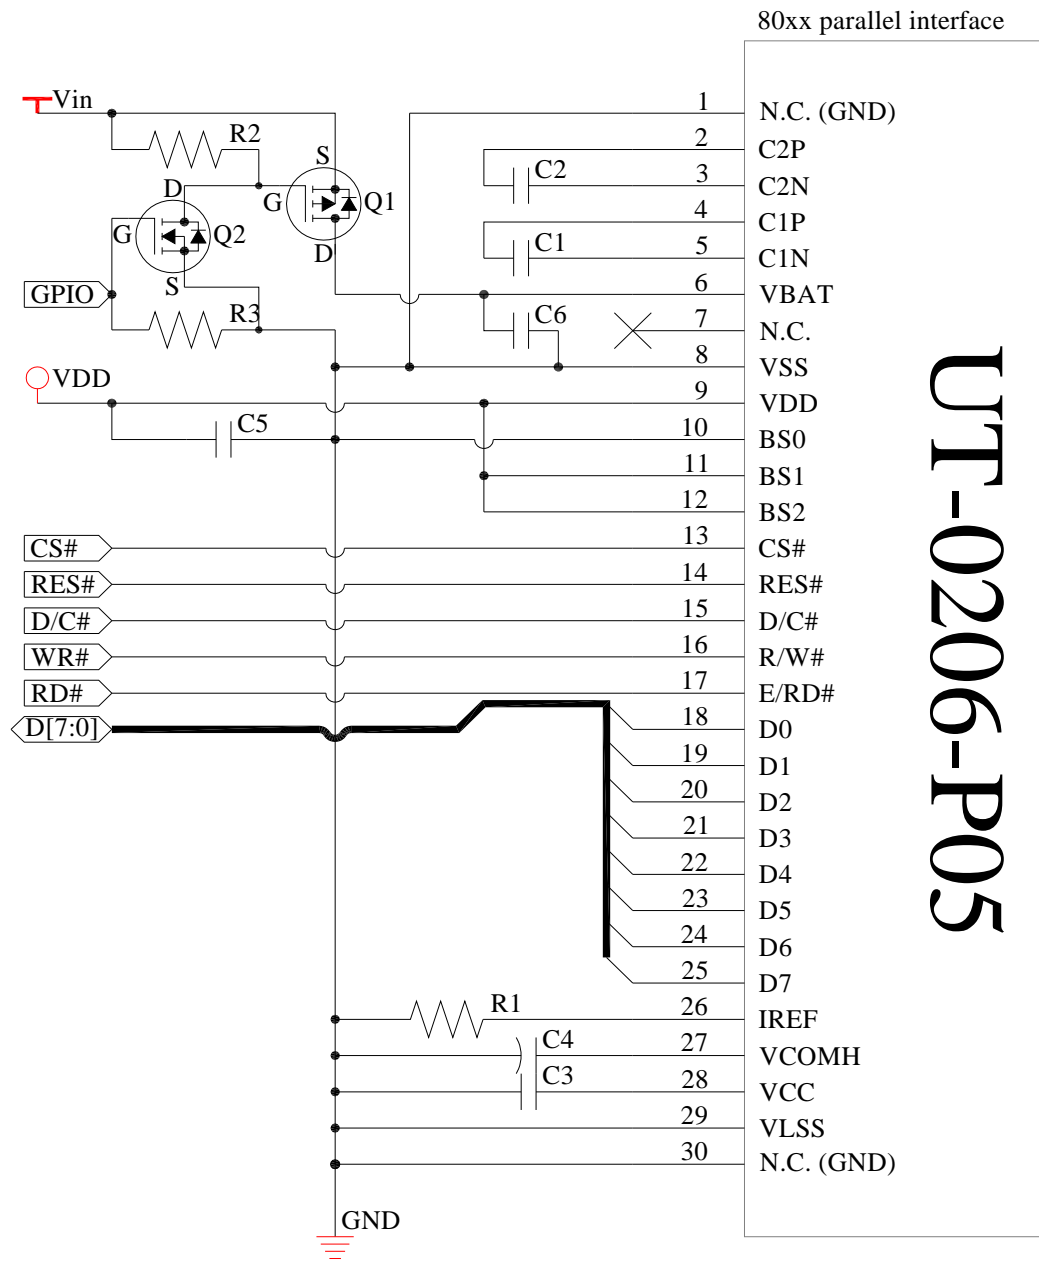 80xx parallel interface
Vin
R2
S
D
G
Q1
G
Q2
D
S
GPIO
R3
VDD
C5
C2
C1
C6
CS#
RES#
D/C#
WR#
RD#
D[7:0]
R1
C4
C3
GND
1 N.C. (GND)
2 C2P
3 C2N
4 C1P
5 C1N
6 VBAT
7 N.C.
8 VSS
9 VDD
10 BS0
11 BS1
12 BS2
13 CS#
14 RES#
15 D/C#
16 R/W#
17 E/RD#
18 D0
19 D1
20 D2
21 D3
22 D4
23 D5
24 D6
25 D7
26 IREF
27 VCOMH
28 VCC
29 VLSS
30 N.C. (GND)
UT-0206-P05